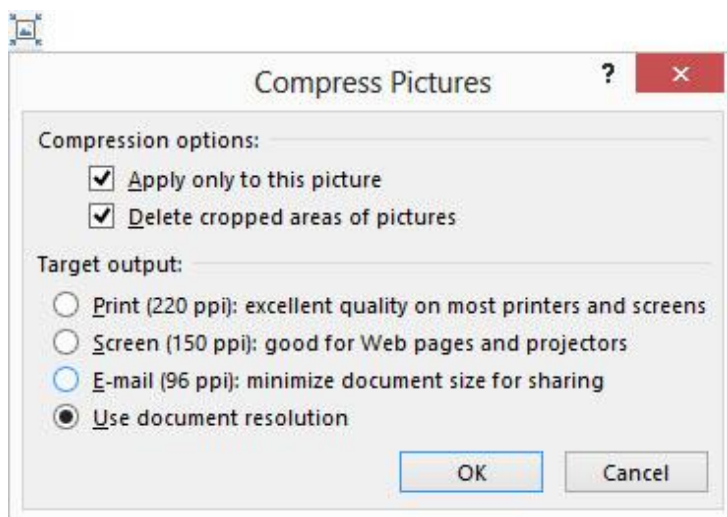 Compress Pictures
?
Compression options:
Apply only to this picture
Delete cropped areas of pictures
Target output:
Print (220 ppi): excellent quality on most printers and screens
Screen (150 ppi): good for Web pages and projectors
E-mail (96 ppi): minimize document size for sharing
Use document resolution
OK
Cancel